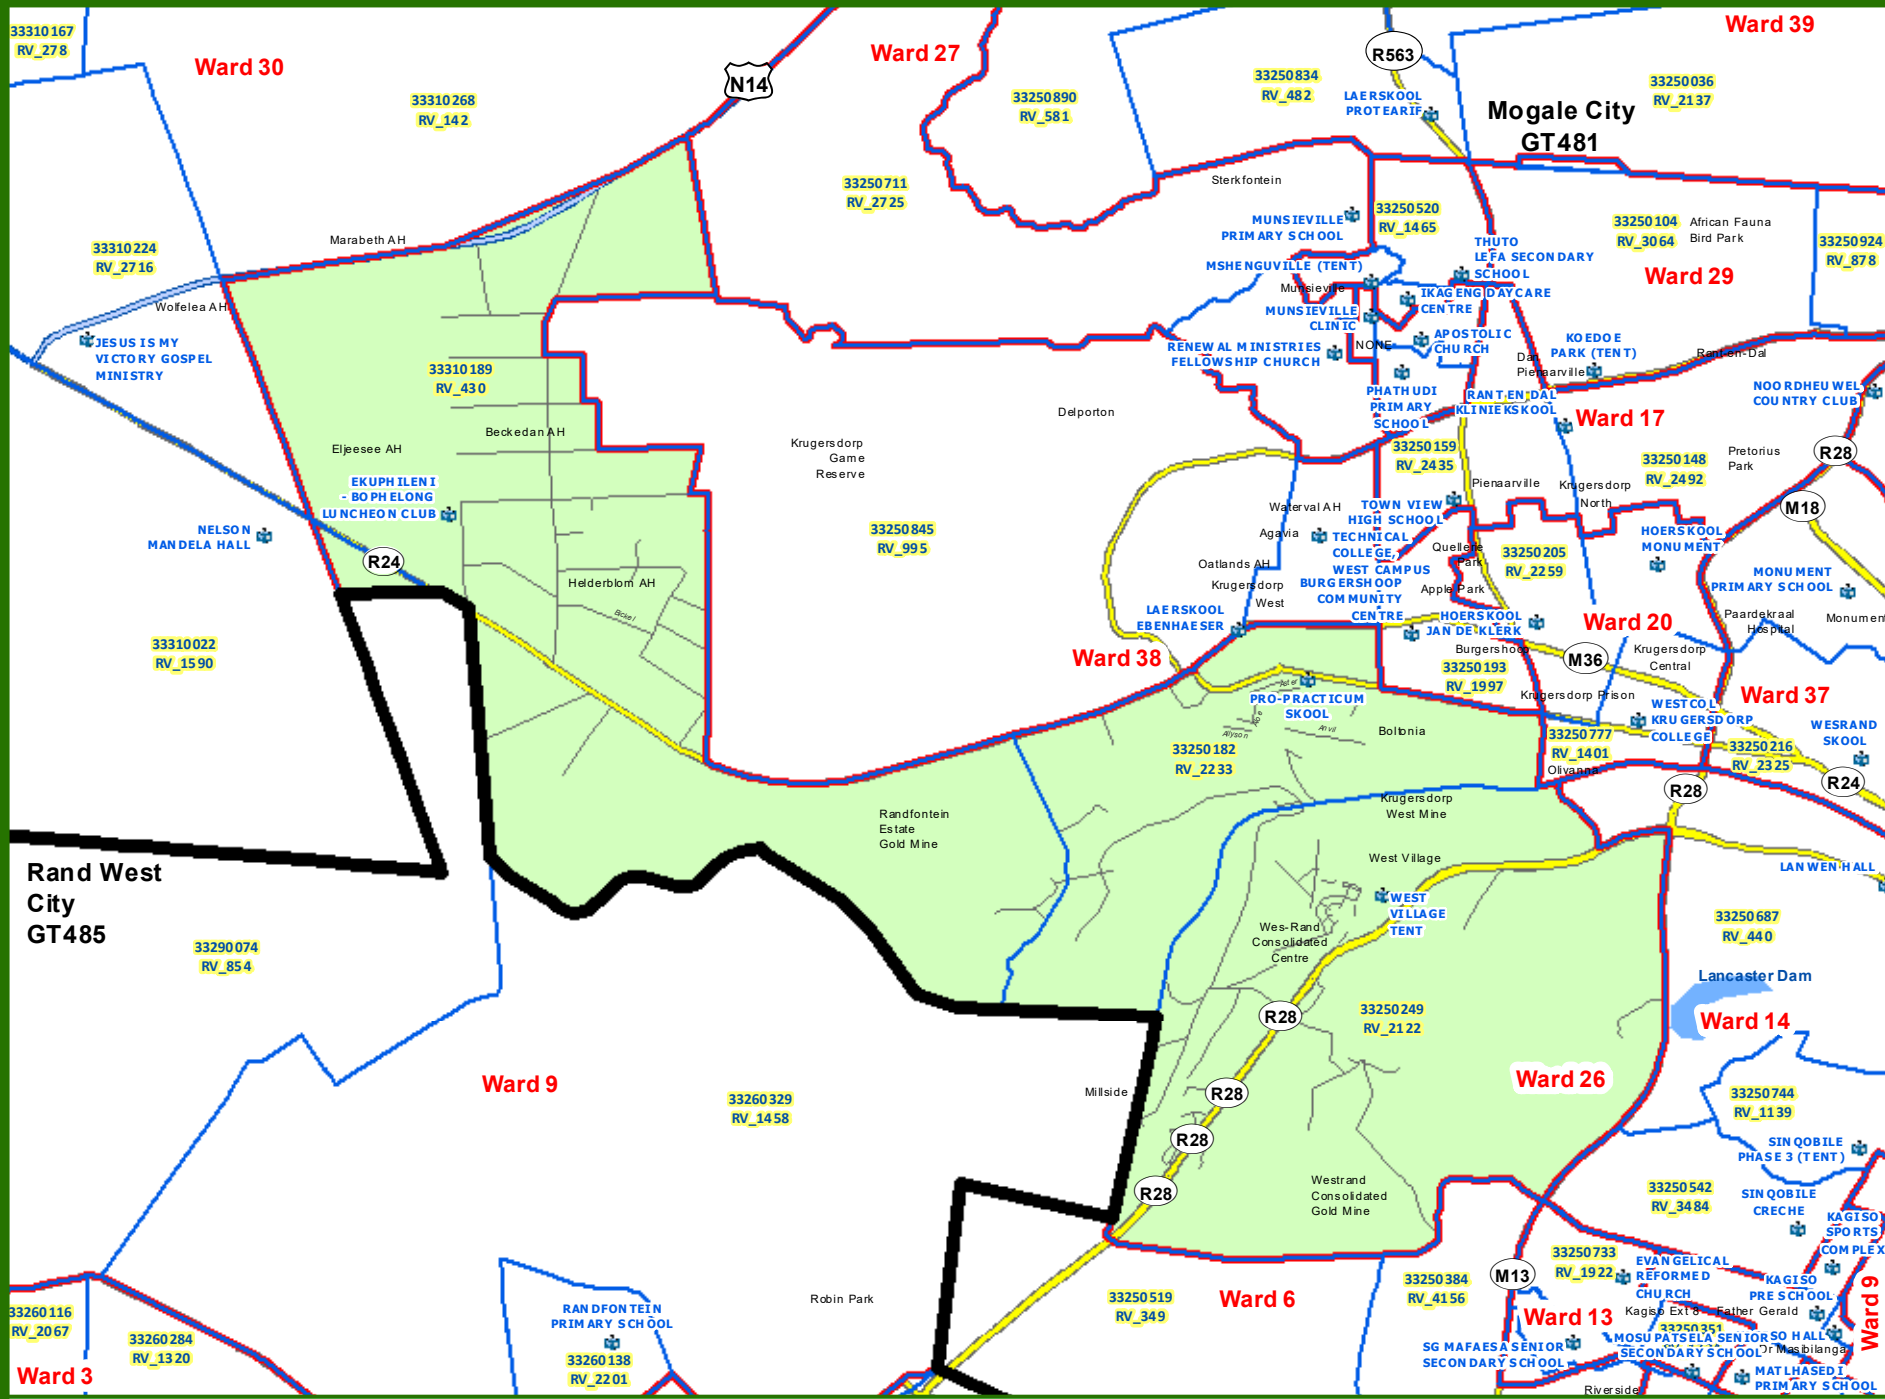 33310167
RV_278
Ward 30
33310268
RV_142
N14
Ward 27
33250890
RV_581
33250834
RV_482
R563
LAERSKOOL
PROTEARIF
Ward 39
33250036
RV_2137
Mogale City
GT481
33250711
RV_2725
Sterkfontein
33310224
RV_2716
Marabeth AH
Wolfelea AH
JESUS IS MY
VICTORY GOSPEL
MINISTRY
MUNSIEVILLE
PRIMARY SCHOOL
33250520
RV_1465
THUTO
LEFA SECONDARY
SCHOOL
33250104
RV_3064
African Fauna
Bird Park
33250924
RV_878
Ward 29
MSHENGUVILLE (TENT)
Munsieville
IKAGENG DAYCARE
CENTRE
MUNSIEVILLE
CLINIC
NONE
APOSTOLIC
CHURCH
RENEWAL MINISTRIES
FELLOWSHIP CHURCH
KOEDOE
PARK (TENT)
Dan
Pienaarville
Rant-en-Dal
PHATHUDI
PRIMARY
SCHOOL
RANT EN DAL
KLINIEKSKOOL
NOORDHEUWEL
COUNTRY CLUB
Ward 17
33310189
RV_430
Beckedan AH
Eljeesee AH
Delporton
Krugersdorp
Game
Reserve
33250159
RV_2435
33250148
RV_2492
Pretorius
Park
R28
EKUPHILENI
- BOPHELONG
LUNCHEON CLUB
NELSON
MANDELA HALL
R24
33250845
RV_995
Pienaarville
Krugersdorp
North
M18
Waterval AH
Agavia
TOWN VIEW
HIGH SCHOOL
TECHNICAL
COLLEGE,
WEST CAMPUS
Quellerie
Park
33250205
RV_2259
HOERSKOOL
MONUMENT
Oatlands AH
Krugersdorp
West
BURGERSHOOP
COMMUNITY
CENTRE
Apple Park
MONUMENT
PRIMARY SCHOOL
Helderblom AH
Bickel
LAERSKOOL
EBENHAESER
HOERSKOOL
JAN DE KLERK
Ward 20
Paardekraal
Hospital
Monument
33310022
RV_1590
Ward 38
Burgershoop
M36
Krugersdorp
Central
33250193
RV_1997
Krugersdorp Prison
Ward 37
Aster
PRO-PRACTICUM
SKOOL
Aloe
Allyson
Anvil
Boltonia
WESTCOL
KRUGERSDORP
COLLEGE
WESRAND
SKOOL
33250182
RV_2233
33250777
RV_1401
33250216
RV_2325
Olivanna
R24
R28
Randfontein
Estate
Gold Mine
Krugersdorp
West Mine
West Village
LANWEN HALL
Rand West
City
GT485
WEST
VILLAGE
TENT
33290074
RV_854
Wes-Rand
Consolidated
Centre
33250687
RV_440
Lancaster Dam
R28
33250249
RV_2122
Ward 14
Ward 9
33260329
RV_1458
Millside
Ward 26
R28
33250744
RV_1139
R28
SINQOBILE
PHASE 3 (TENT)
R28
Westrand
Consolidated
Gold Mine
33250542
RV_3484
SINQOBILE
CRECHE
KAGISO
SPORTS
COMPLEX
33250733
RV_1922
EVANGELICAL
REFORMED
CHURCH
M13
KAGISO
PRE SCHOOL
Robin Park
33250519
RV_349
Ward 6
33250384
RV_4156
Ward 9
33260116
RV_2067
33260284
RV_1320
RANDFONTEIN
PRIMARY SCHOOL
33260138
RV_2201
Ward 13
Kagiso Ext 8
Father Gerald
33250351
SG MAFAESA SENIOR
SECONDARY SCHOOL
MOSUPATSELA SENIOR
SECONDARY SCHOOL
SO HALL
Dr Masibilanga
MATLHASEDI
PRIMARY SCHOOL
Ward 3
Riverside